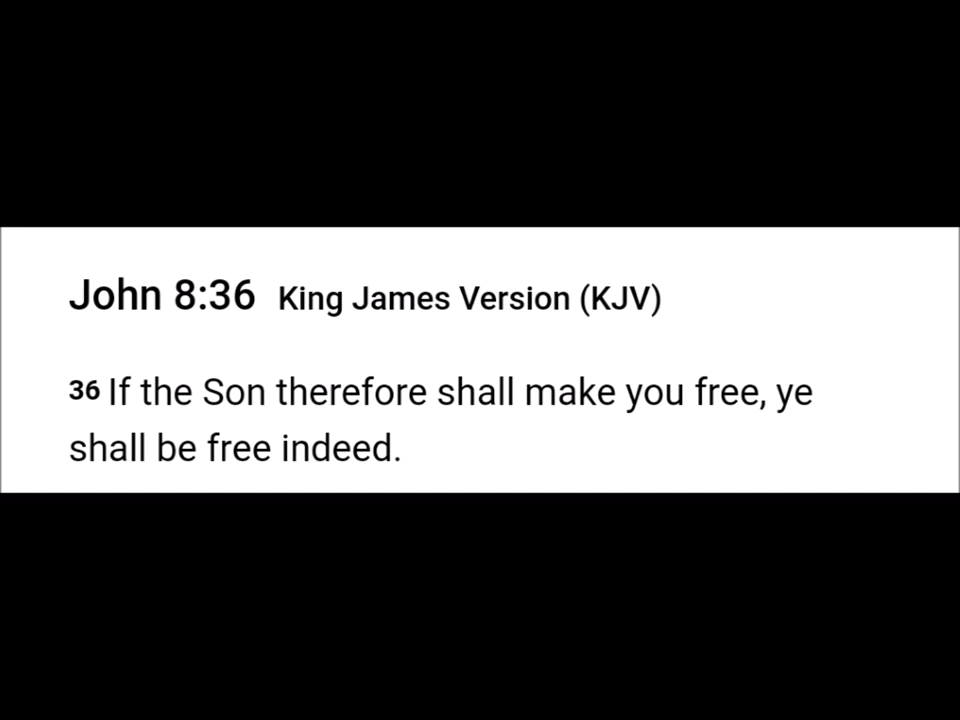 John 8:36 King James Version (KJV)
36 If the Son therefore shall make you free, ye
shall be free indeed.